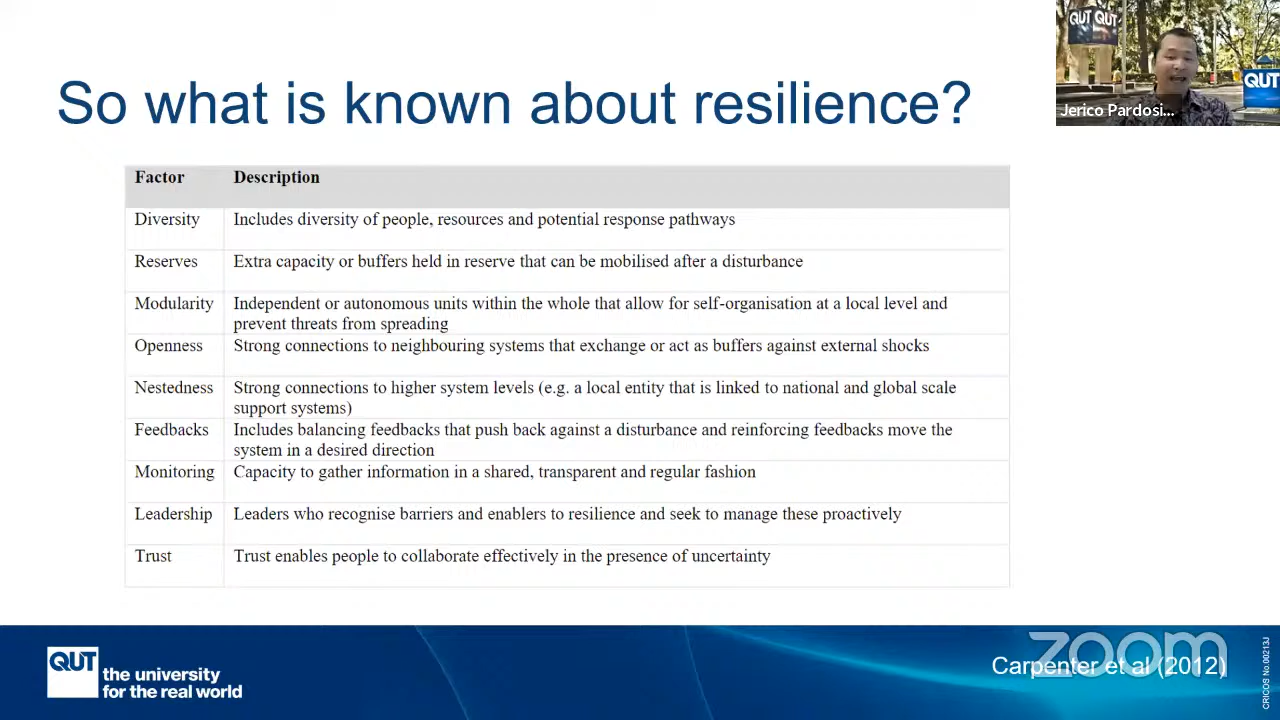 So what is known about resilience?
QUT QUT
QUT
Jerico Pardosi...
Factor Description
Diversity Includes diversity of people, resources and potential response pathways
Reserves Extra capacity or buffers held in reserve that can be mobilised after a disturbance
Modularity Independent or autonomous units within the whole that allow for self-organisation at a local level and
prevent threats from spreading
Openness Strong connections to neighbouring systems that exchange or act as buffers against external shocks
Nestedness Strong connections to higher system levels (e.g. a local entity that is linked to national and global scale
support systems)
Feedbacks Includes balancing feedbacks that push back against a disturbance and reinforcing feedbacks move the
system in a desired direction
Monitoring Capacity to gather information in a shared, transparent and regular fashion
Leadership Leaders who recognise barriers and enablers to resilience and seek to manage these proactively
Trust Trust enables people to collaborate effectively in the presence of uncertainty
QUT
the university
for the real world
Carpenter et al (2012)
zoom
CRICOS No.00213J